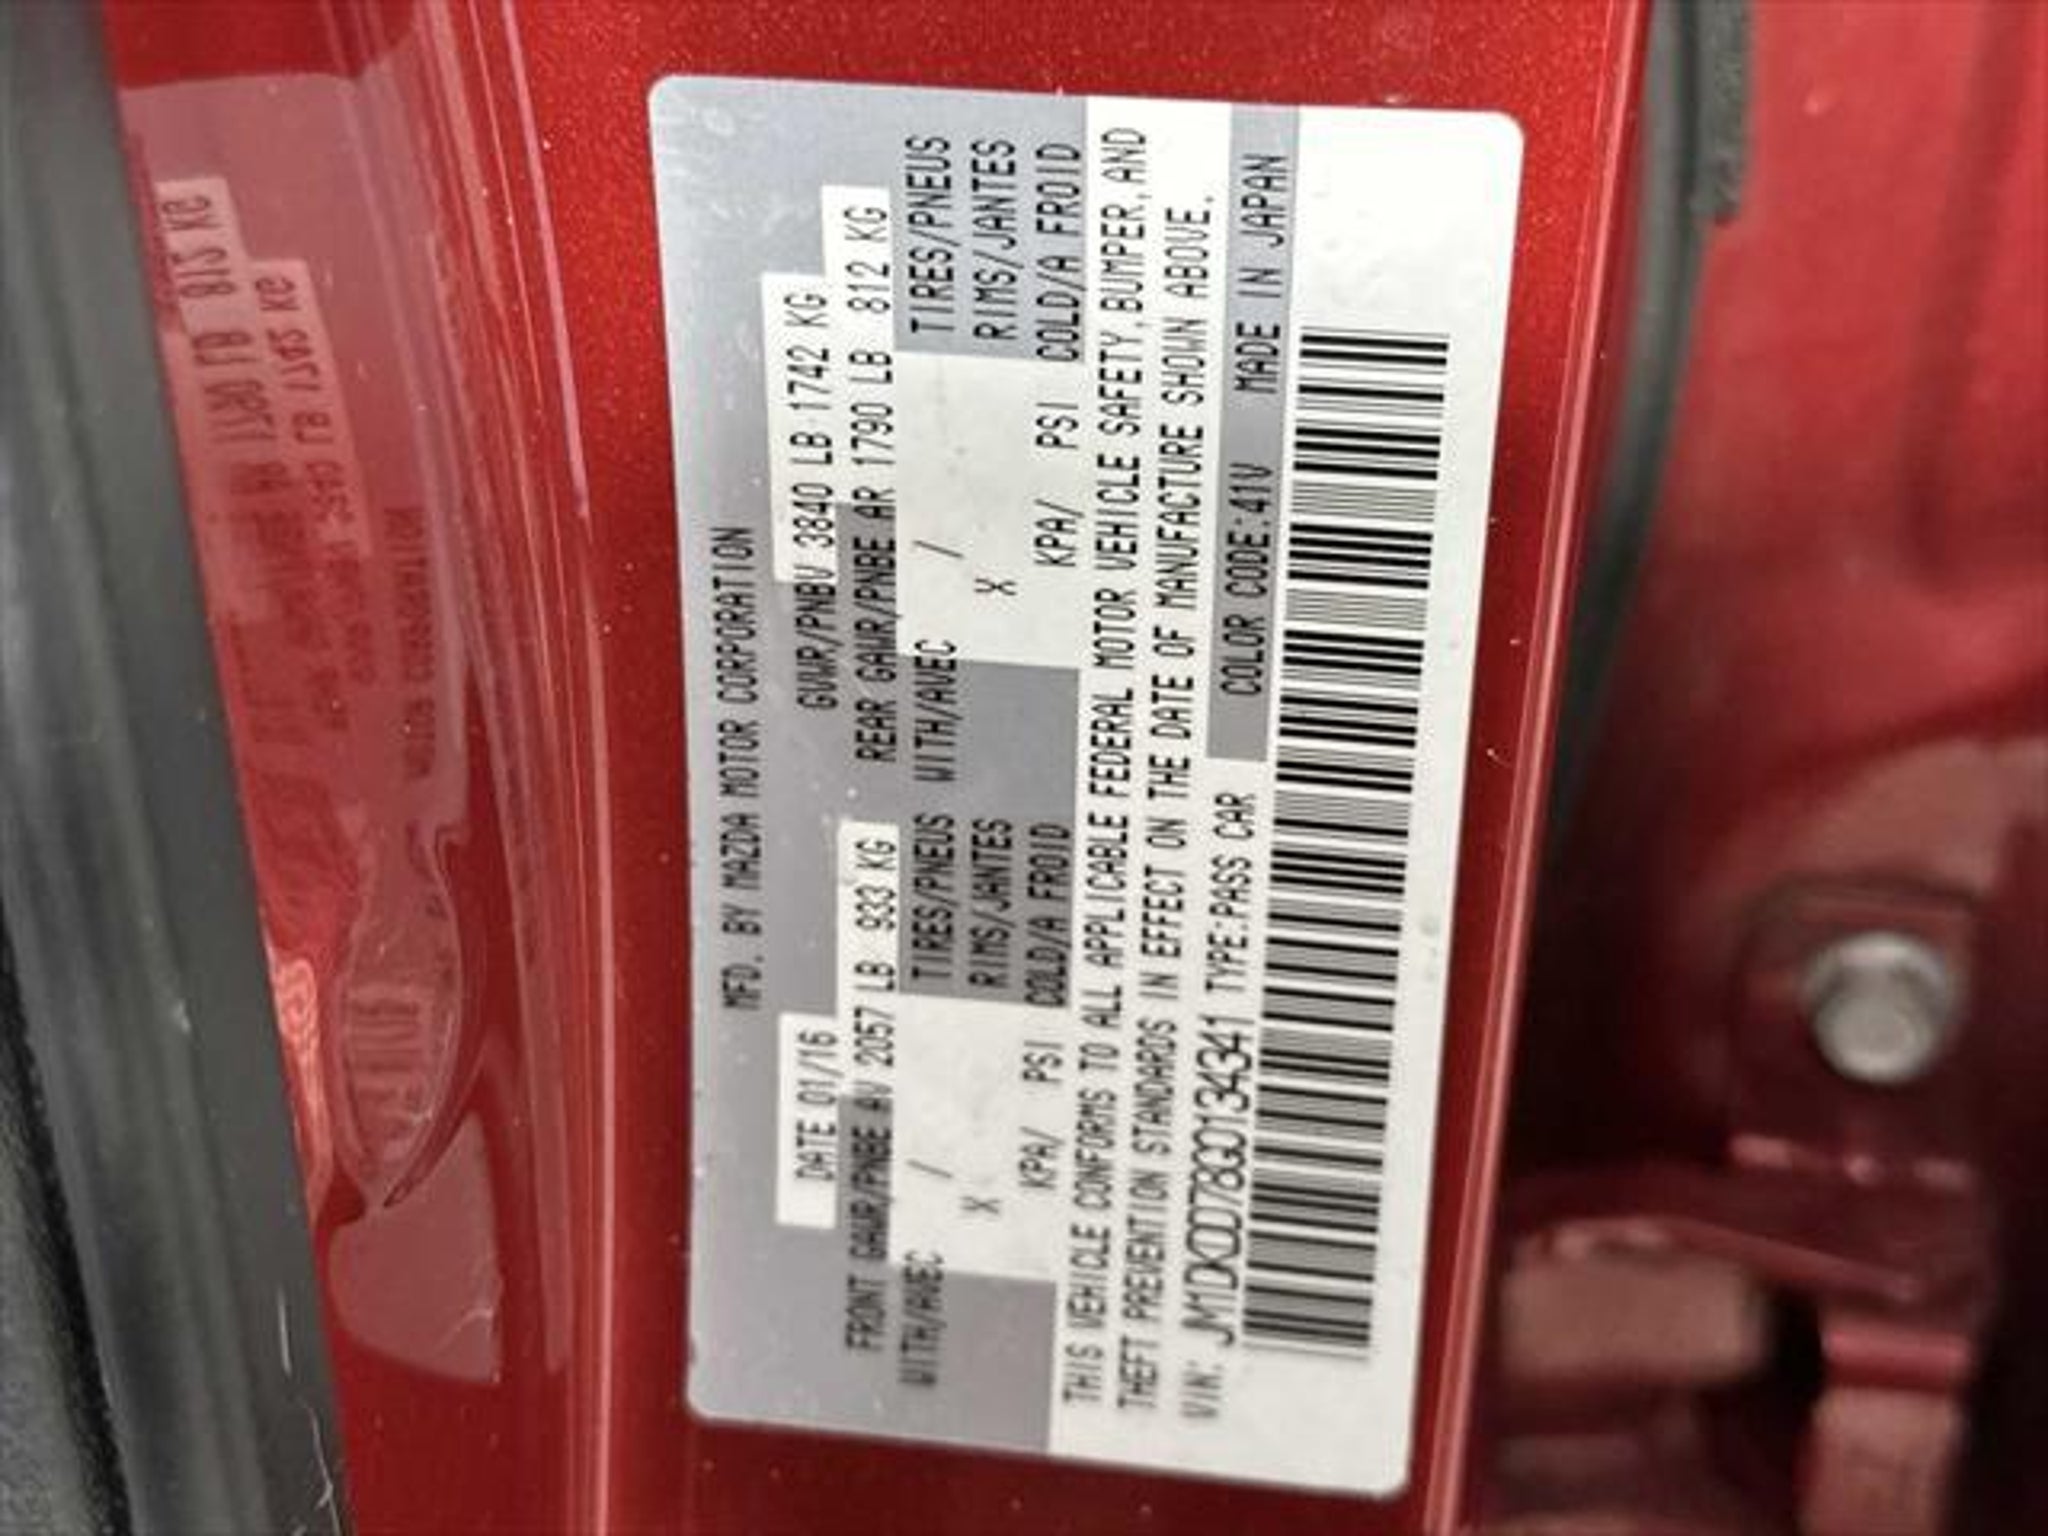 MFD. BY MAZDA MOTOR CORPORATION
DATE 01/16 GVWR/PNBV 3840 LB 1742 KG
FRONT GAWR/PNBE AV 2057 LB 933 KG REAR GAWR/PNBE AR 1790 LB 812 KG
WITH/AVEC / TIRES/PNEUS WITH/AVEC / TIRES/PNEUS
X RIMS/JANTES X RIMS/JANTES
KPA/ PSI COLD/A FROID KPA/ PSI COLD/A FROID
THIS VEHICLE CONFORMS TO ALL APPLICABLE FEDERAL MOTOR VEHICLE SAFETY,BUMPER,AND
THEFT PREVENTION STANDARDS IN EFFECT ON THE DATE OF MANUFACTURE SHOWN ABOVE.
VIN: JM1DKDD78G0134341 TYPE:PASS CAR COLOR CODE:41V MADE IN JAPAN